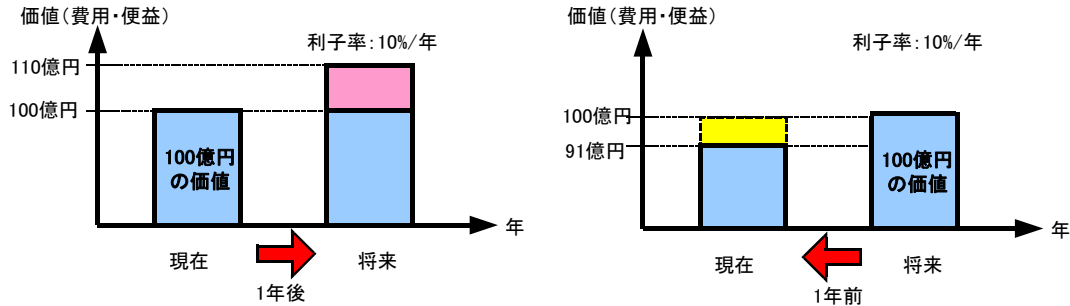 価値(費用・便益)
利子率:10%/年
110億円
100億円
100億円
の価値
年
現在
将来
1年後
価値(費用・便益)
利子率:10%/年
100億円
91億円
100億円
の価値
年
現在
将来
1年前